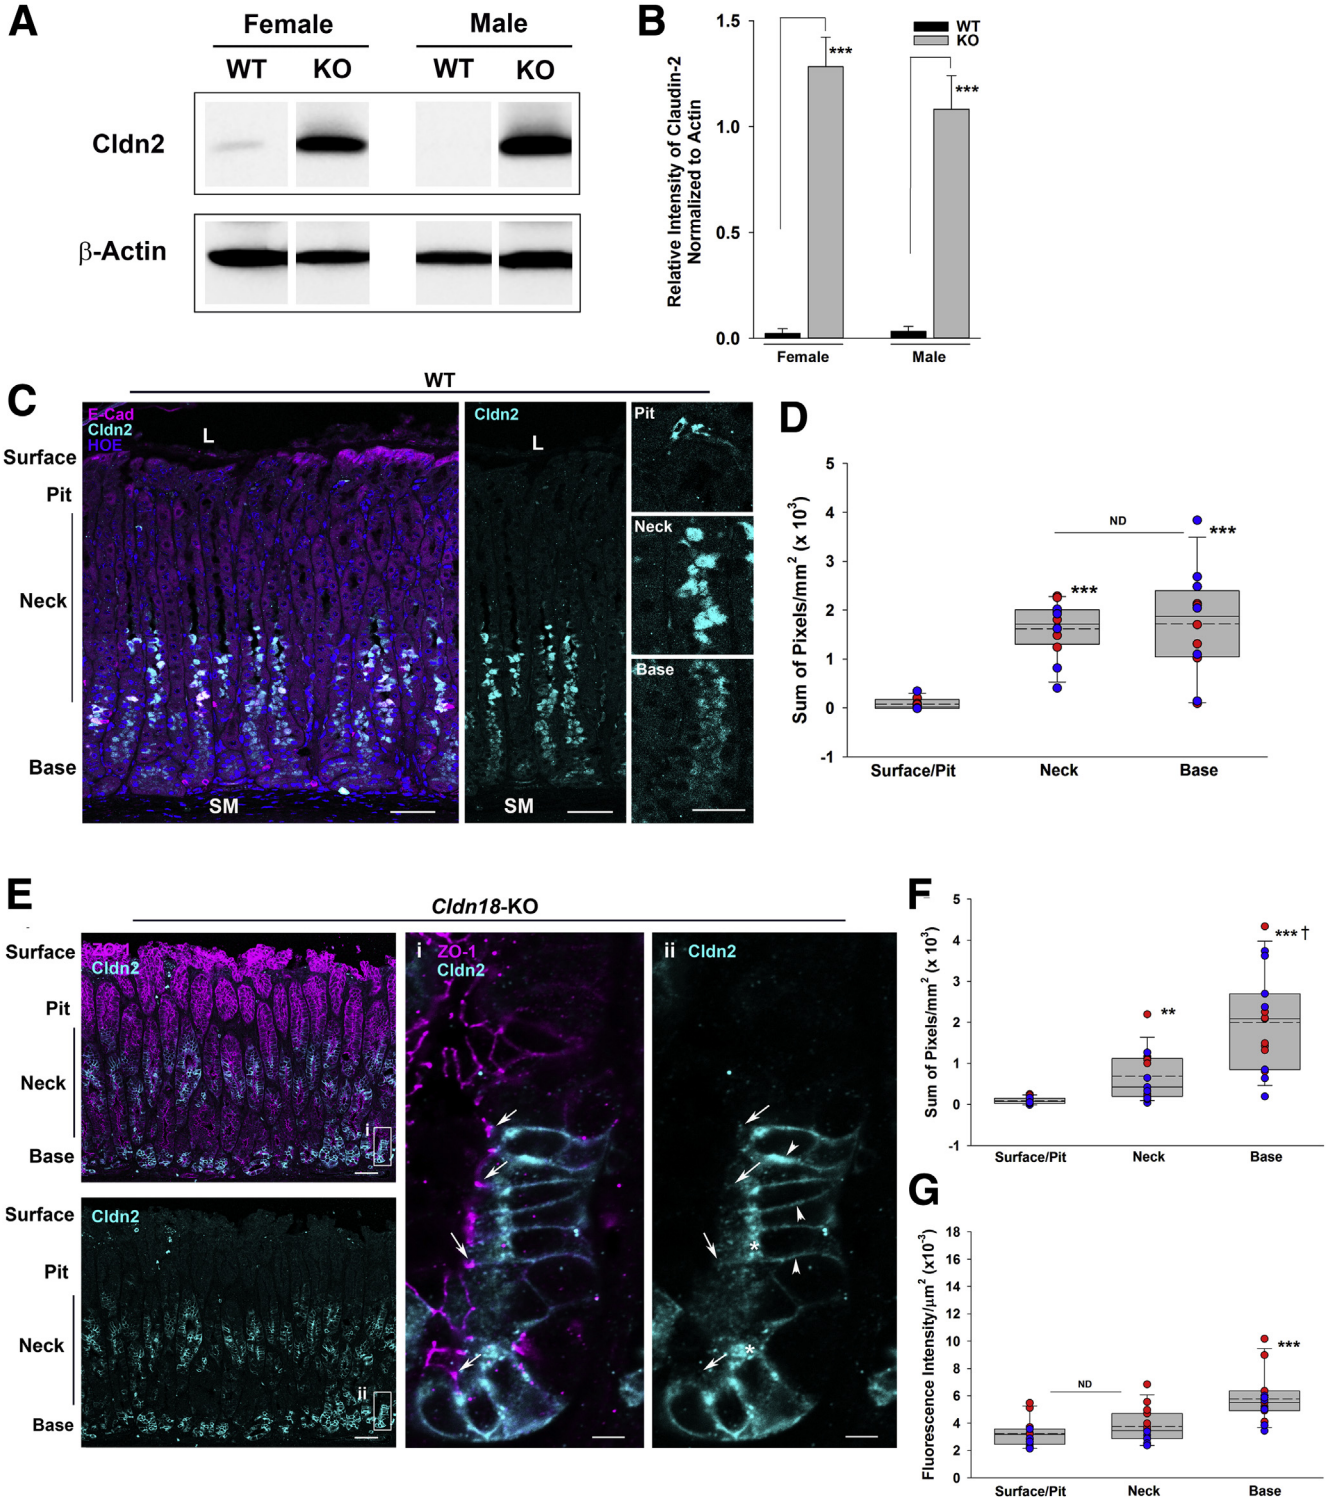 A
Female
Male
WT
KO
WT
KO
Cldn2
β-Actin
B
Relative Intensity of Claudin-2
Normalized to Actin
1.5
1.0
0.5
0.0
WT
KO
***
***
Female
Male
C
WT
E-Cad
Cldn2
HOE
L
Surface
Pit
Neck
Base
SM
Cldn2
L
SM
Pit
Neck
Base
D
Sum of Pixels/mm² (x 10³)
5
4
3
2
1
0
-1
ND
***
***
Surface/Pit
Neck
Base
E
Cldn18-KO
Surface
Pit
Neck
Base
ZO-1
Cldn2
i
Surface
Pit
Neck
Base
Cldn2
ii
i
ZO-1
Cldn2
ii
Cldn2
*
*
F
Sum of Pixels/mm² (x 10³)
5
4
3
2
1
0
-1
**
*** †
Surface/Pit
Neck
Base
G
Fluorescence Intensity/µm² (x10⁻³)
18
16
14
12
10
8
6
4
2
0
ND
***
Surface/Pit
Neck
Base